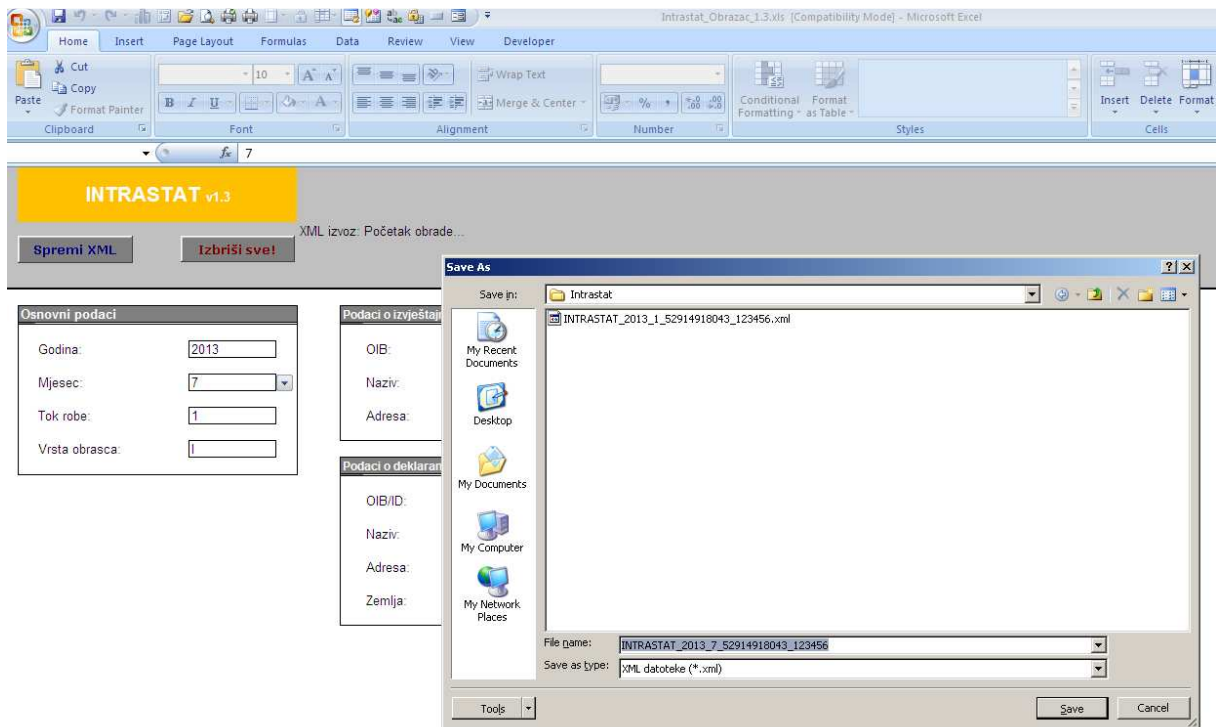 Intrastat_Obrazac_1.3.xls [Compatibility Mode] - Microsoft Excel
Home Insert Page Layout Formulas Data Review View Developer
Cut
Copy
Format Painter
Paste
Clipboard
10 A A
B I U A
Font
Wrap Text
Merge & Center
Alignment
% , .00
Number
Conditional Formatting
Format as Table
Styles
Insert Delete Format
Cells
fx 7
INTRASTAT v1.3
XML izvoz: Početak obrade...
Spremi XML Izbriši sve!
Osnovni podaci
Godina: 2013
Mjesec: 7
Tok robe: 1
Vrsta obrasca: I
Podaci o izvještaj
OIB:
Naziv:
Adresa:
Podaci o deklaran
OIB/ID:
Naziv:
Adresa:
Zemlja:
Save As
Save in: Intrastat
INTRASTAT_2013_1_52914918043_123456.xml
My Recent Documents
Desktop
My Documents
My Computer
My Network Places
File name: INTRASTAT_2013_7_52914918043_123456
Save as type: XML datoteke (*.xml)
Tools Save Cancel